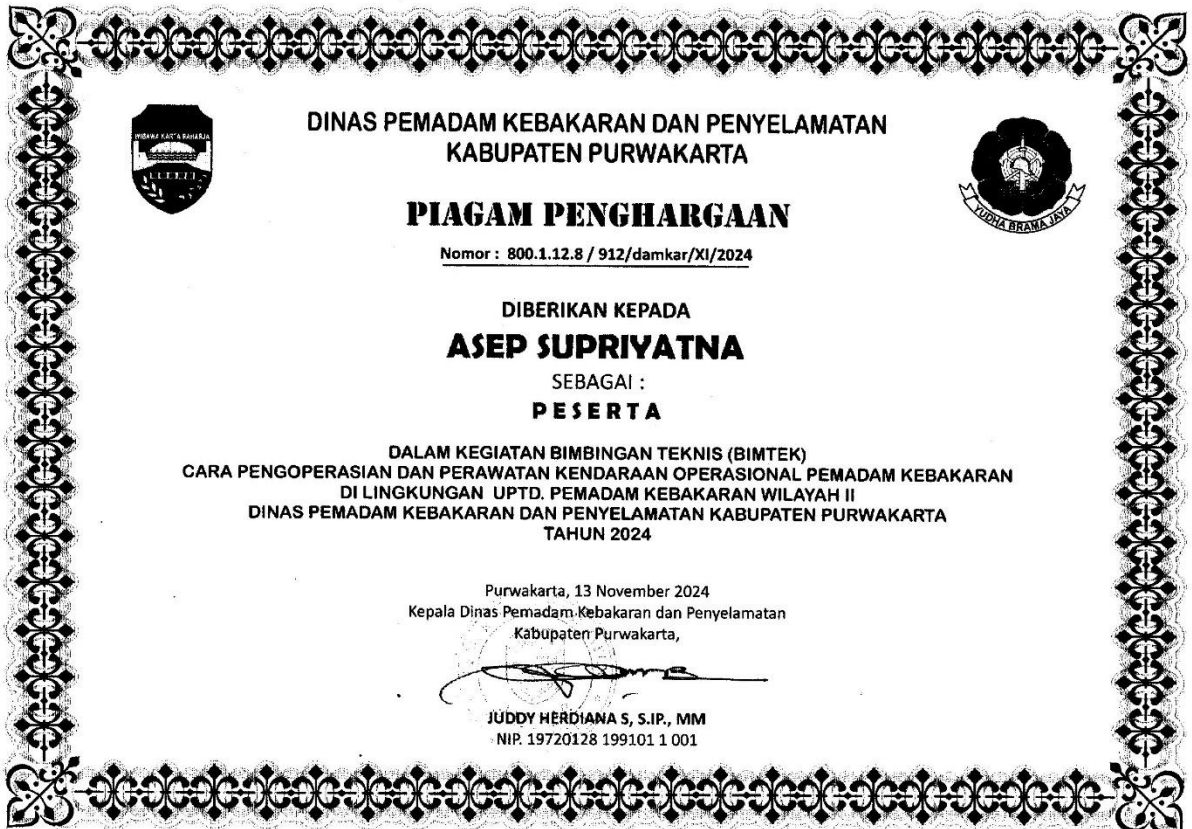 WIBAWA KARTA RAHARJA
DINAS PEMADAM KEBAKARAN DAN PENYELAMATAN
KABUPATEN PURWAKARTA
YUDHA BRAMA JAYA
PIAGAM PENGHARGAAN
Nomor : 800.1.12.8 / 912/damkar/XI/2024
DIBERIKAN KEPADA
ASEP SUPRIYATNA
SEBAGAI :
PESERTA
DALAM KEGIATAN BIMBINGAN TEKNIS (BIMTEK)
CARA PENGOPERASIAN DAN PERAWATAN KENDARAAN OPERASIONAL PEMADAM KEBAKARAN
DI LINGKUNGAN UPTD. PEMADAM KEBAKARAN WILAYAH II
DINAS PEMADAM KEBAKARAN DAN PENYELAMATAN KABUPATEN PURWAKARTA
TAHUN 2024
Purwakarta, 13 November 2024
Kepala Dinas Pemadam Kebakaran dan Penyelamatan
Kabupaten Purwakarta,
JUDDY HERDIANA S, S.IP., MM
NIP. 19720128 199101 1 001